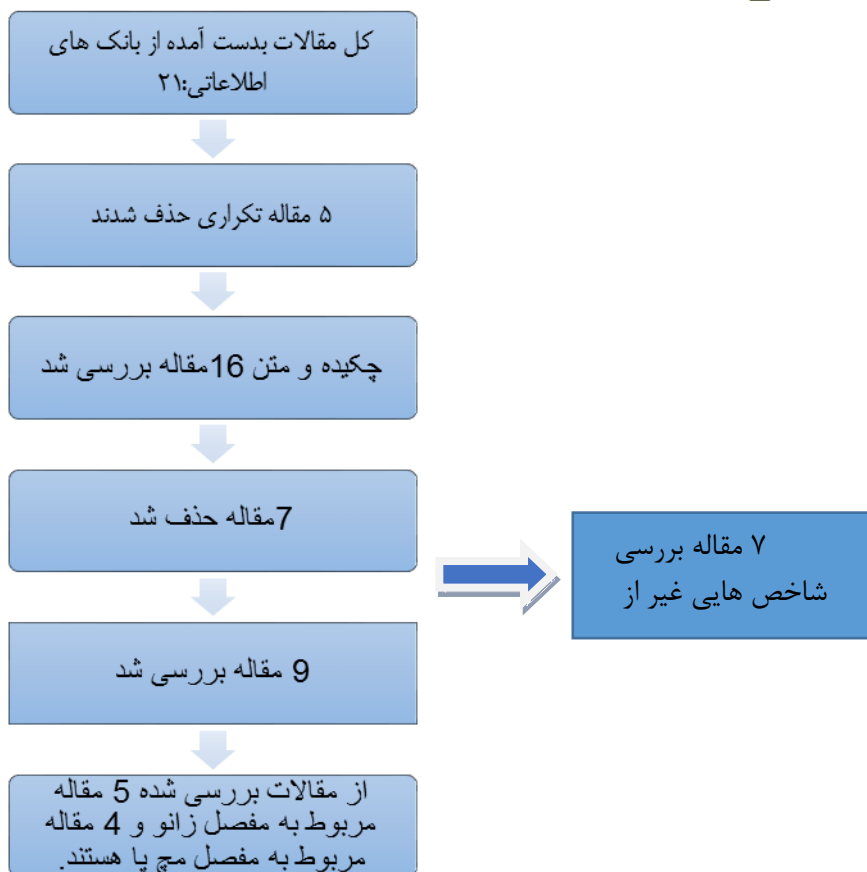 کل مقالات بدست آمده از بانک های
اطلاعاتی:۲۱
۵ مقاله تکراری حذف شدند
چکیده و متن 16مقاله بررسی شد
7مقاله حذف شد
۷ مقاله بررسی
شاخص هایی غیر از
9 مقاله بررسی شد
از مقالات بررسی شده 5 مقاله
مربوط به مفصل زانو و 4 مقاله
مربوط به مفصل مچ پا هستند.